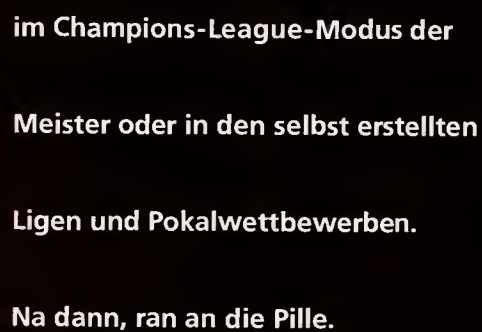 im Champions-League-Modus der
Meister oder in den selbst erstellten
Ligen und Pokalwettbewerben.
Na dann, ran an die Pille.